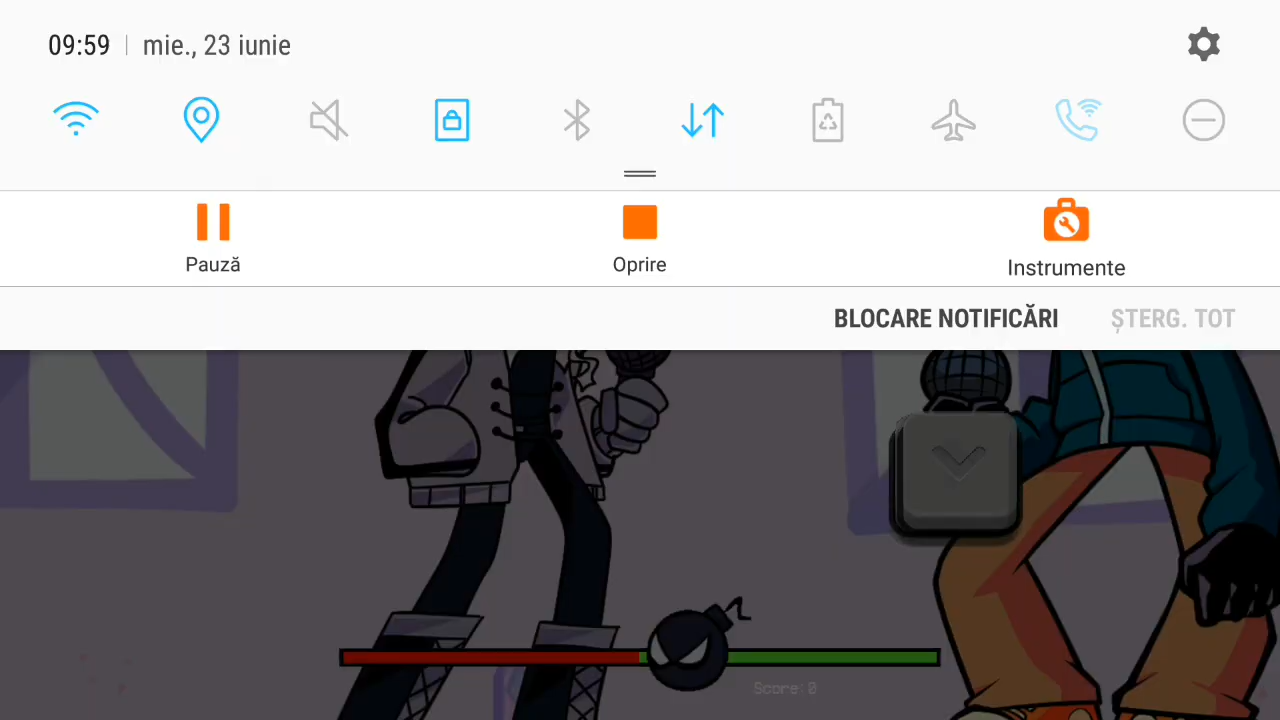 09:59 | mie., 23 iunie
Pauză Oprire Instrumente
BLOCARE NOTIFICĂRI ȘTERG. TOT
Score:0